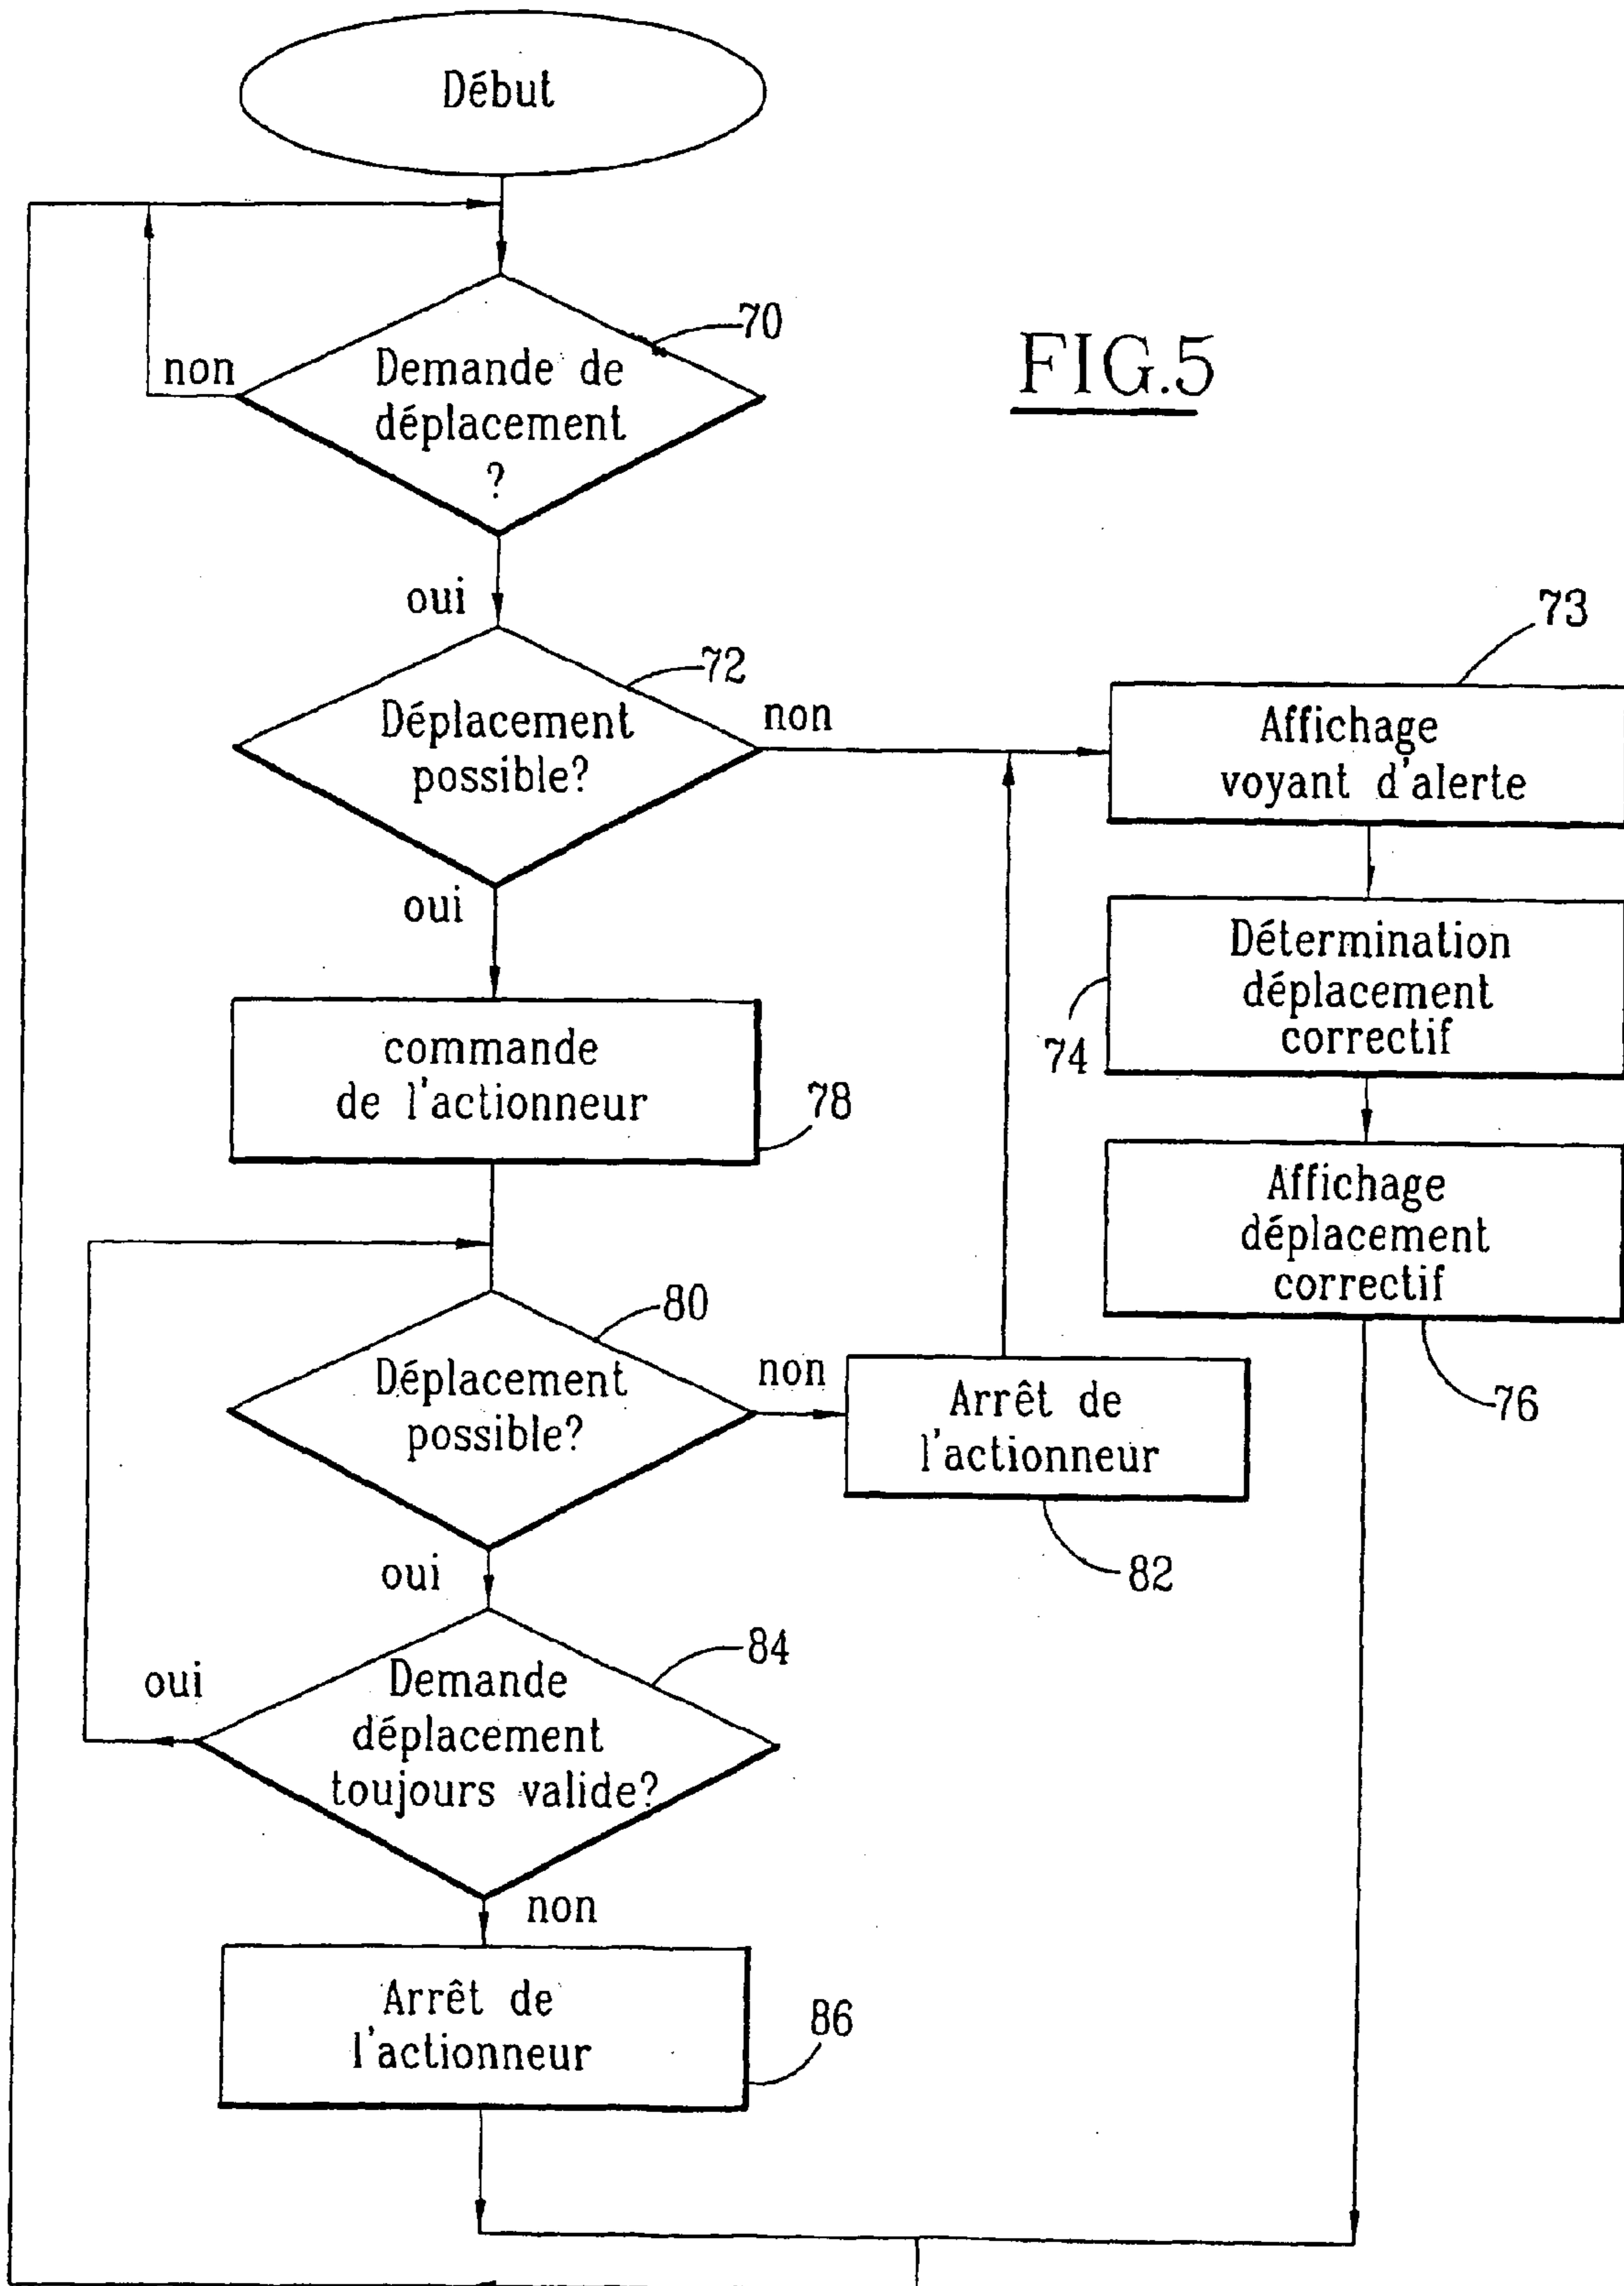 Début
FIG.5
70
non
Demande de
déplacement
?
oui
72
Déplacement
possible?
non
73
Affichage
voyant d'alerte
oui
74
Détermination
déplacement
correctif
commande
de l'actionneur
78
Affichage
déplacement
correctif
76
80
Déplacement
possible?
non
Arrêt de
l'actionneur
82
oui
84
oui
Demande
déplacement
toujours valide?
non
Arrêt de
l'actionneur
86